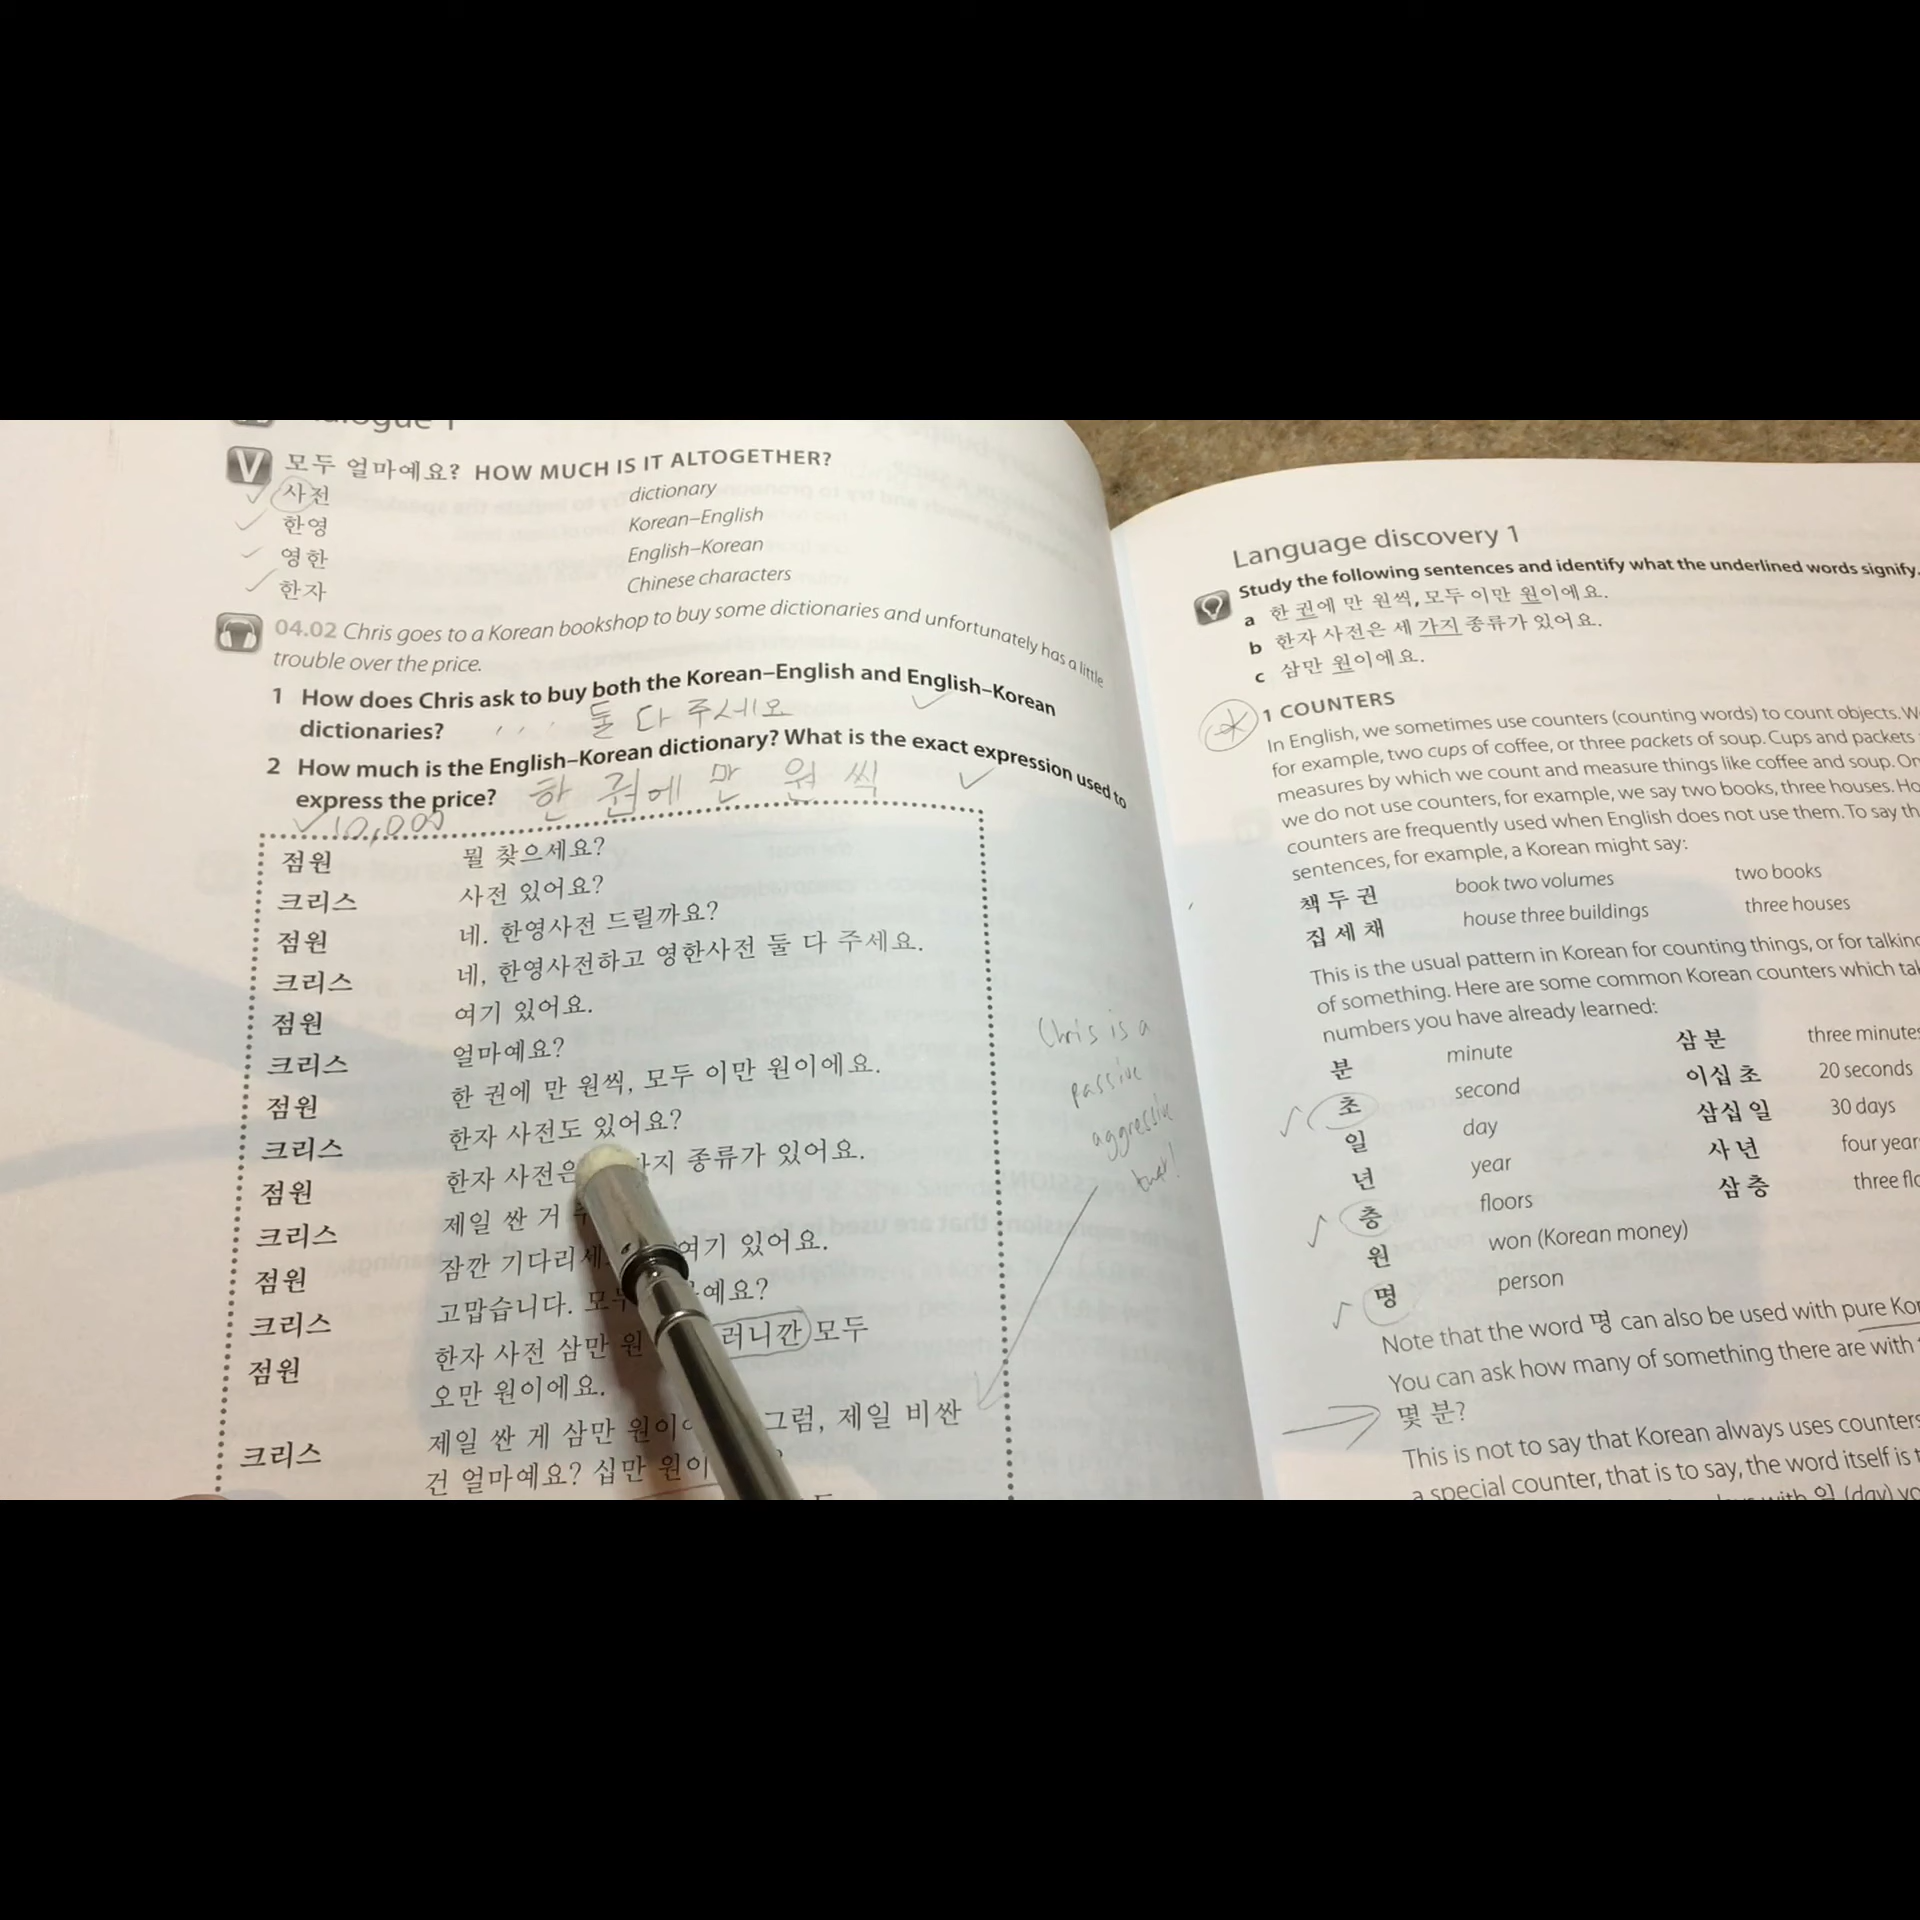 모두 얼마예요? HOW MUCH IS IT ALTOGETHER?
사전 dictionary
한영 Korean–English
영한 English–Korean
한자 Chinese characters
04.02 Chris goes to a Korean bookshop to buy some dictionaries and unfortunately has a little
trouble over the price.
1 How does Chris ask to buy both the Korean–English and English–Korean
dictionaries? ... 둘 다 주세요
2 How much is the English–Korean dictionary? What is the exact expression used to
express the price? 한 권에 만 원 씩
10,000
점원 뭘 찾으세요?
크리스 사전 있어요?
점원 네. 한영사전 드릴까요?
크리스 네, 한영사전하고 영한사전 둘 다 주세요.
점원 여기 있어요.
크리스 얼마예요?
점원 한 권에 만 원씩, 모두 이만 원이에요.
크리스 한자 사전도 있어요?
점원 한자 사전은 종류가 있어요.
크리스 제일 싼 거
점원 잠깐 기다리세 여기 있어요.
크리스 고맙습니다. 모두 예요?
점원 한자 사전 삼만 원 러니깐 모두
오만 원이에요.
크리스 제일 싼 게 삼만 원이 그럼, 제일 비싼
건 얼마예요? 십만 원이
Chris is a
passive
aggressive
Language discovery 1
Study the following sentences and identify what the underlined words signify.
a 한 권에 만 원씩, 모두 이만 원이에요.
b 한자 사전은 세 가지 종류가 있어요.
c 삼만 원이에요.
1 COUNTERS
In English, we sometimes use counters (counting words) to count objects. W
for example, two cups of coffee, or three packets of soup. Cups and packets
measures by which we count and measure things like coffee and soup. On
we do not use counters, for example, we say two books, three houses. Ho
counters are frequently used when English does not use them. To say th
sentences, for example, a Korean might say:
책 두 권 book two volumes two books
집 세 채 house three buildings three houses
This is the usual pattern in Korean for counting things, or for talkin
of something. Here are some common Korean counters which tak
numbers you have already learned:
분 minute 삼 분 three minutes
초 second 이십 초 20 seconds
일 day 삼십 일 30 days
년 year 사 년 four year
층 floors 삼 층 three flo
원 won (Korean money)
명 person
Note that the word 명 can also be used with pure Ko
You can ask how many of something there are with
몇 분?
This is not to say that Korean always uses counters
a special counter, that is to say, the word itself is
with 일 (day)